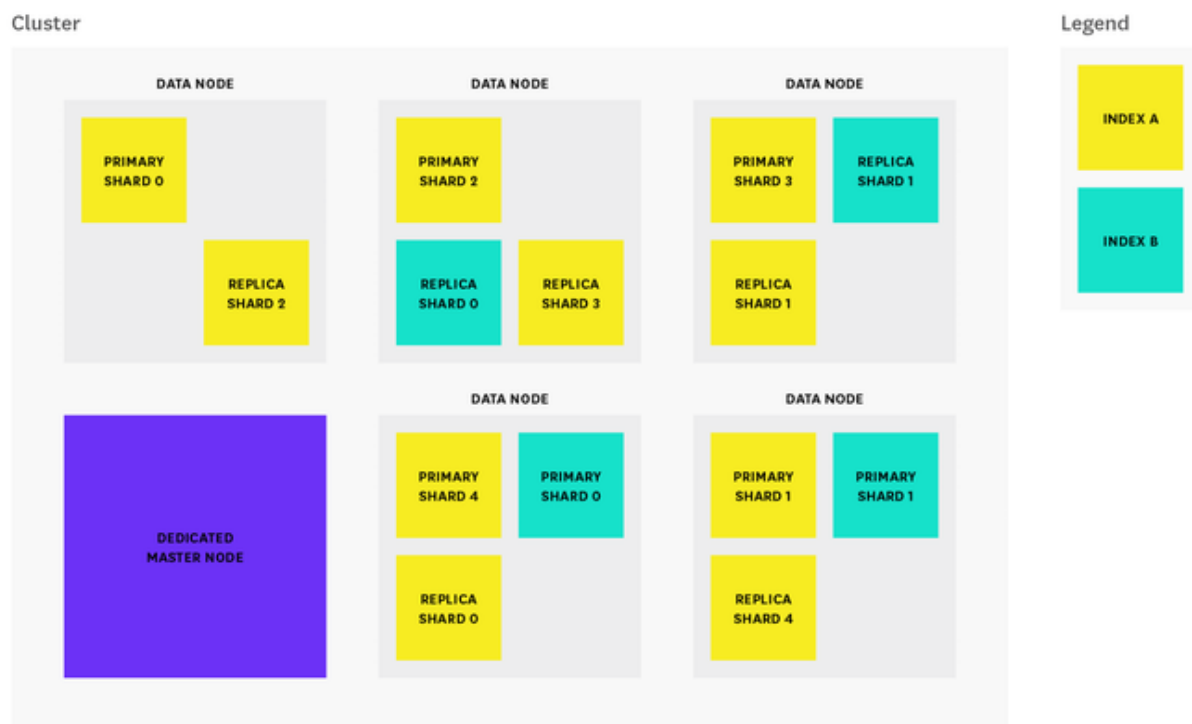 Cluster
Legend
DATA NODE
DATA NODE
DATA NODE
PRIMARY
SHARD 0
REPLICA
SHARD 2
PRIMARY
SHARD 2
REPLICA
SHARD 0
REPLICA
SHARD 3
PRIMARY
SHARD 3
REPLICA
SHARD 1
REPLICA
SHARD 1
INDEX A
INDEX B
DEDICATED
MASTER NODE
DATA NODE
DATA NODE
PRIMARY
SHARD 4
PRIMARY
SHARD 0
REPLICA
SHARD 0
PRIMARY
SHARD 1
PRIMARY
SHARD 1
REPLICA
SHARD 4